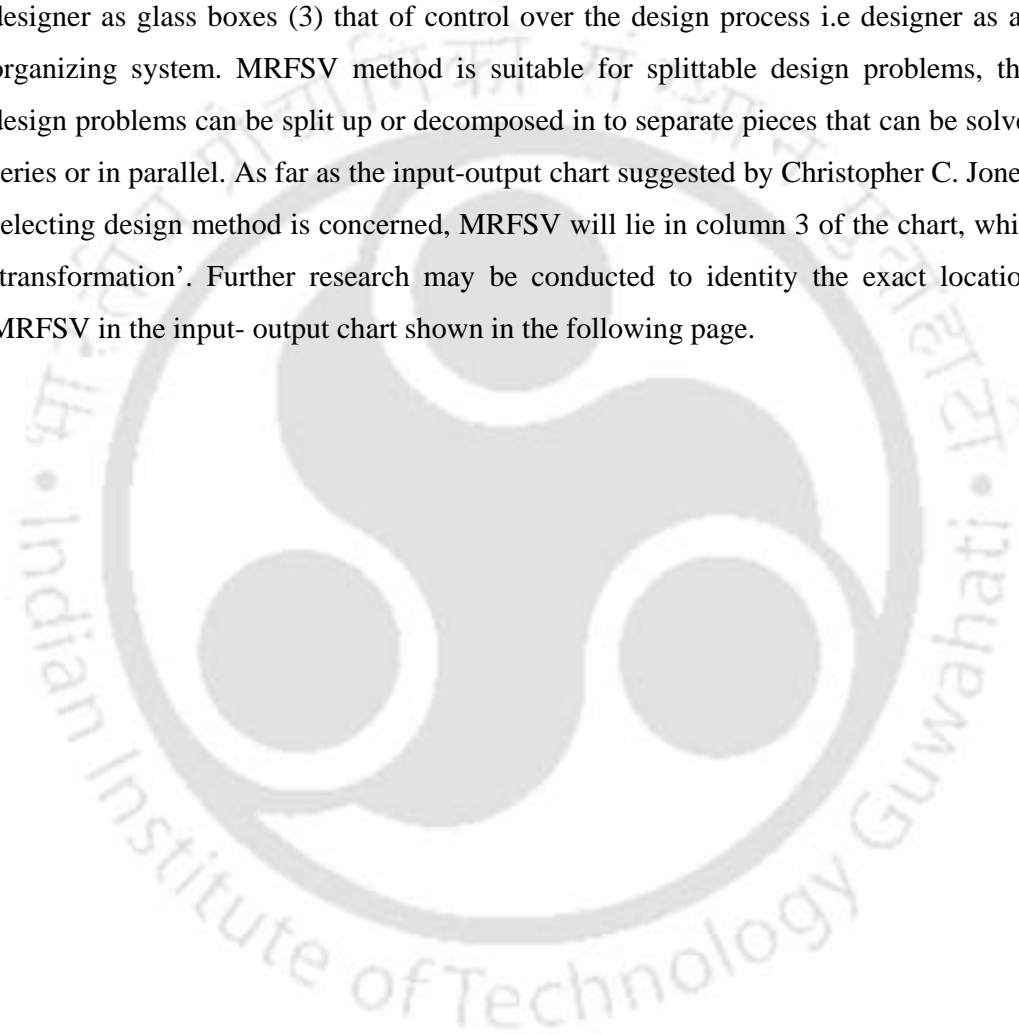 designer as glass boxes (3) that of control over the design process i.e designer as a
organizing system. MRFSV method is suitable for splittable design problems, th
design problems can be split up or decomposed in to separate pieces that can be solve
series or in parallel. As far as the input-output chart suggested by Christopher C. Jone
selecting design method is concerned, MRFSV will lie in column 3 of the chart, whi
transformation’. Further research may be conducted to identity the exact locatio
MRFSV in the input- output chart shown in the following page.
Indian Institute of Technology Guwahati